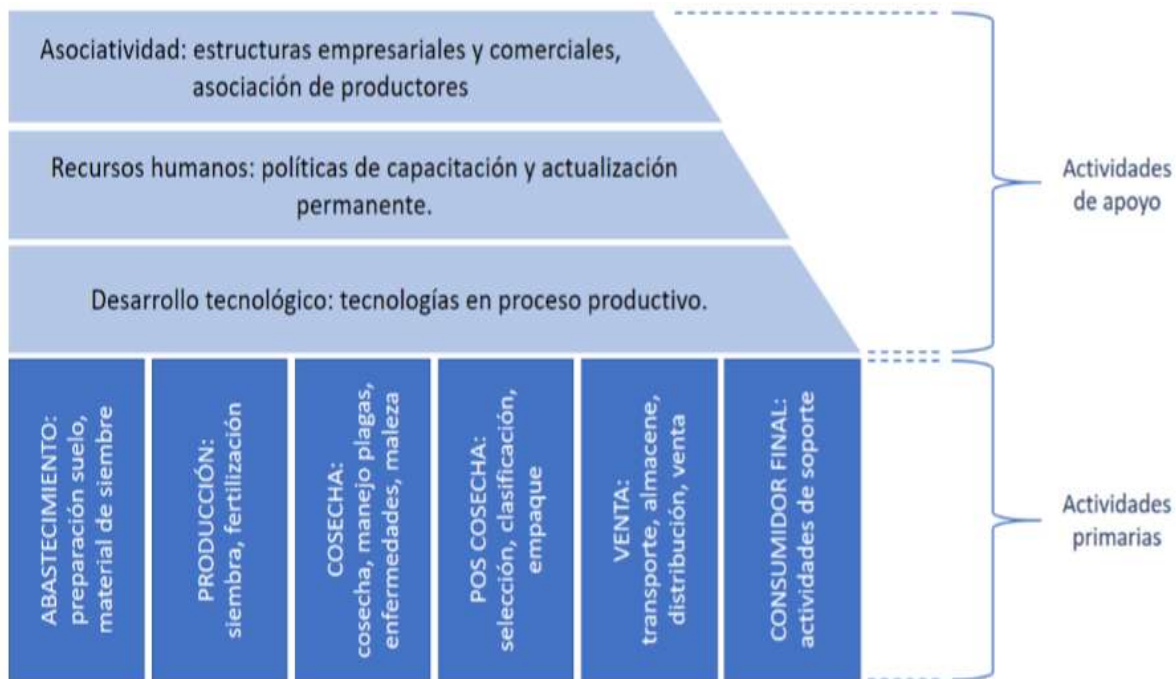 Asociatividad: estructuras empresariales y comerciales,
asociación de productores
Recursos humanos: políticas de capacitación y actualización
permanente.
Desarrollo tecnológico: tecnologías en proceso productivo.
Actividades
de apoyo
ABASTECIMIENTO:
preparación suelo,
material de siembre
PRODUCCIÓN:
siembra, fertilización
COSECHA:
cosecha, manejo plagas,
enfermedades, maleza
POS COSECHA:
selección, clasificación,
empaque
VENTA:
transporte, almacene,
distribución, venta
CONSUMIDOR FINAL:
actividades de soporte
Actividades
primarias